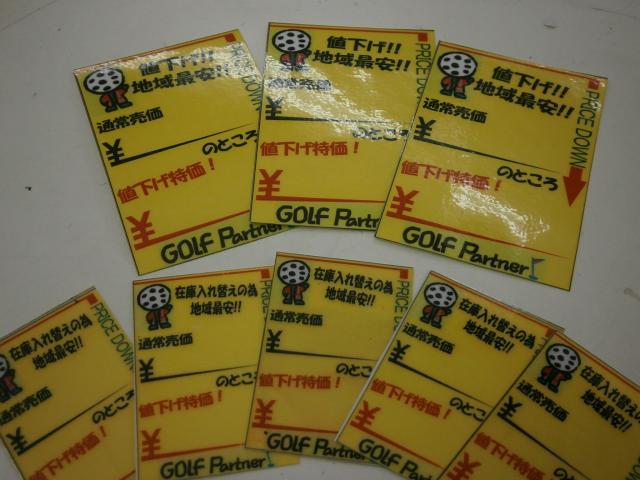 値下げ!!
地域最安!!
PRICE DOWN
通常売価
¥
のところ
値下げ特価！
¥
GOLF Partner
値下げ!!
地域最安!!
PRICE DOWN
通常売価
¥
のところ
値下げ特価！
¥
GOLF Partner
値下げ!!
地域最安!!
PRICE DOWN
通常売価
¥
のところ
値下げ特価！
¥
GOLF Partner
在庫入れ替えの為
地域最安!!
PRICE DOWN
通常売価
¥
のところ
値下げ特価！
¥
在庫入れ替えの為
地域最安!!
PRICE
通常売価
¥
のところ
値下げ特価！
¥
GOLF Partner
在庫入れ替えの為
地域最安!!
PRICE DOWN
通常売価
¥
のところ
値下げ特価！
¥
GOLF Partner
在庫入れ替えの為
地域最安!!
通常売価
¥
のところ
値下げ特価！
¥
GOLF Partner
在庫入れ替えの為
地域最安!!
通常売価
¥
のところ
値下げ特価！